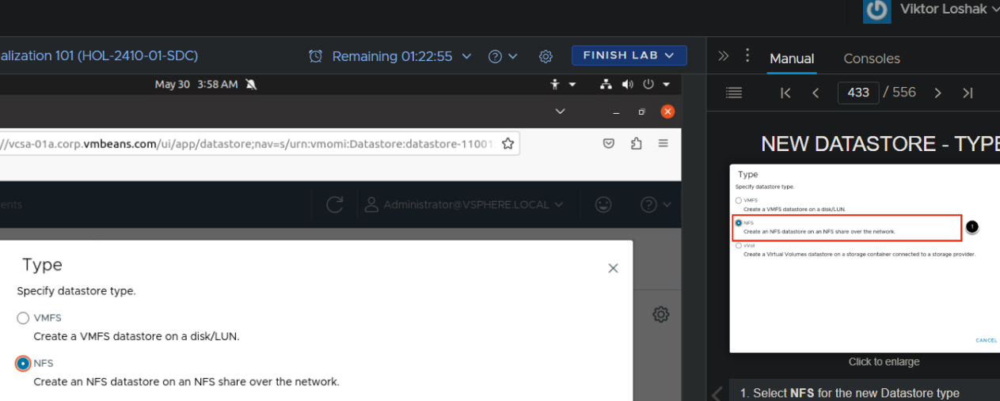 Viktor Loshak
alization 101 (HOL-2410-01-SDC)
Remaining 01:22:55
FINISH LAB
Manual
Consoles
May 30 3:58 AM
433 / 556
//vcsa-01a.corp.vmbeans.com/ui/app/datastore;nav=s/urn:vmomi:Datastore:datastore-11001
ents
Administrator@VSPHERE.LOCAL
Type
Specify datastore type.
VMFS
Create a VMFS datastore on a disk/LUN.
NFS
Create an NFS datastore on an NFS share over the network.
NEW DATASTORE - TYPE
Type
Specify datastore type.
VMFS
Create a VMFS datastore on a disk/LUN.
NFS
Create an NFS datastore on an NFS share over the network.
1
vVol
Create a Virtual Volumes datastore on a storage container connected to a storage provider.
CANCEL
Click to enlarge
1. Select NFS for the new Datastore type